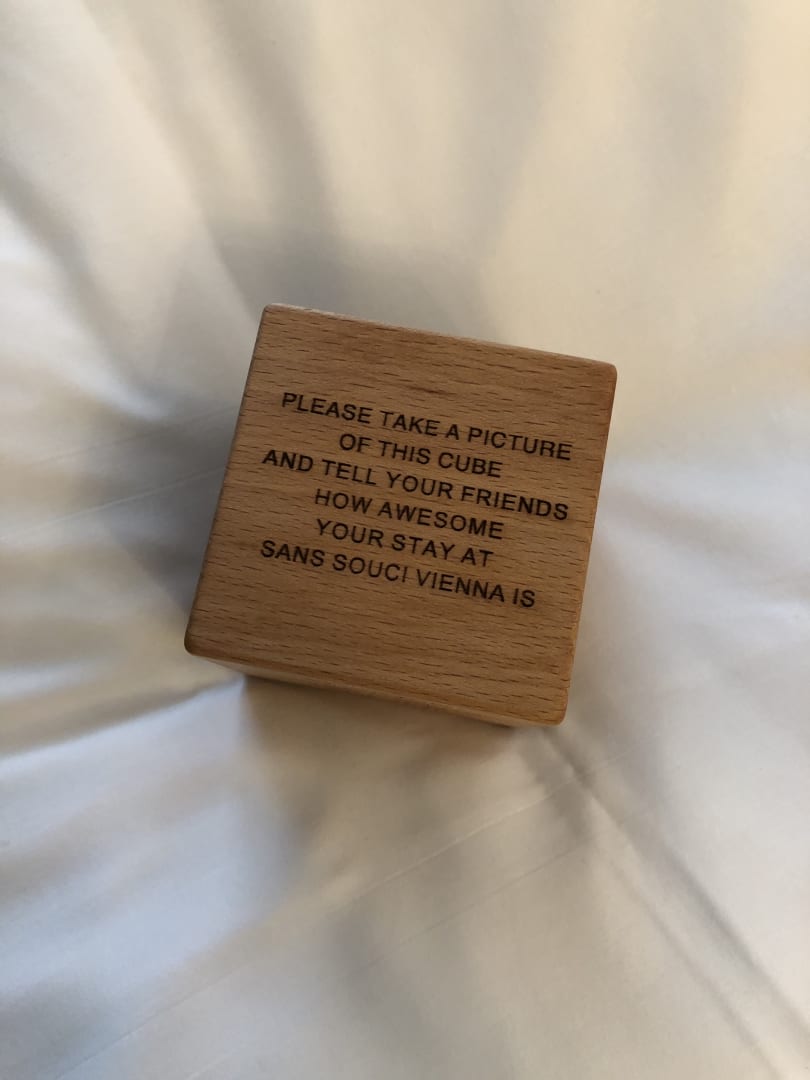 PLEASE TAKE A PICTURE
OF THIS CUBE
AND TELL YOUR FRIENDS
HOW AWESOME
YOUR STAY AT
SANS SOUCI VIENNA IS